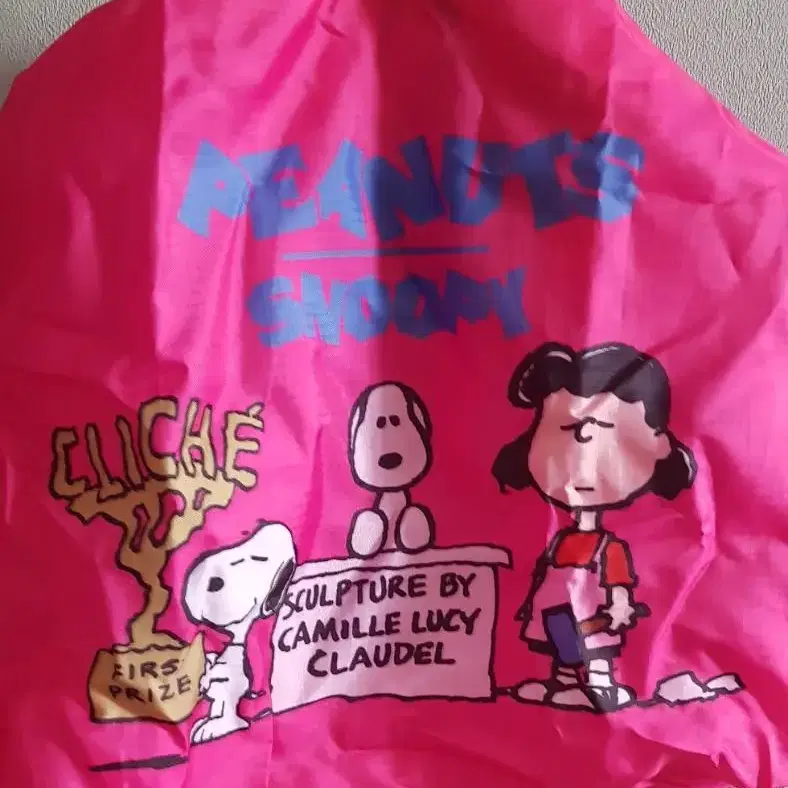 PEANUTS
SNOOPY
CLICHÉ
FIRST PRIZE
SCULPTURE BY
CAMILLE LUCY
CLAUDEL